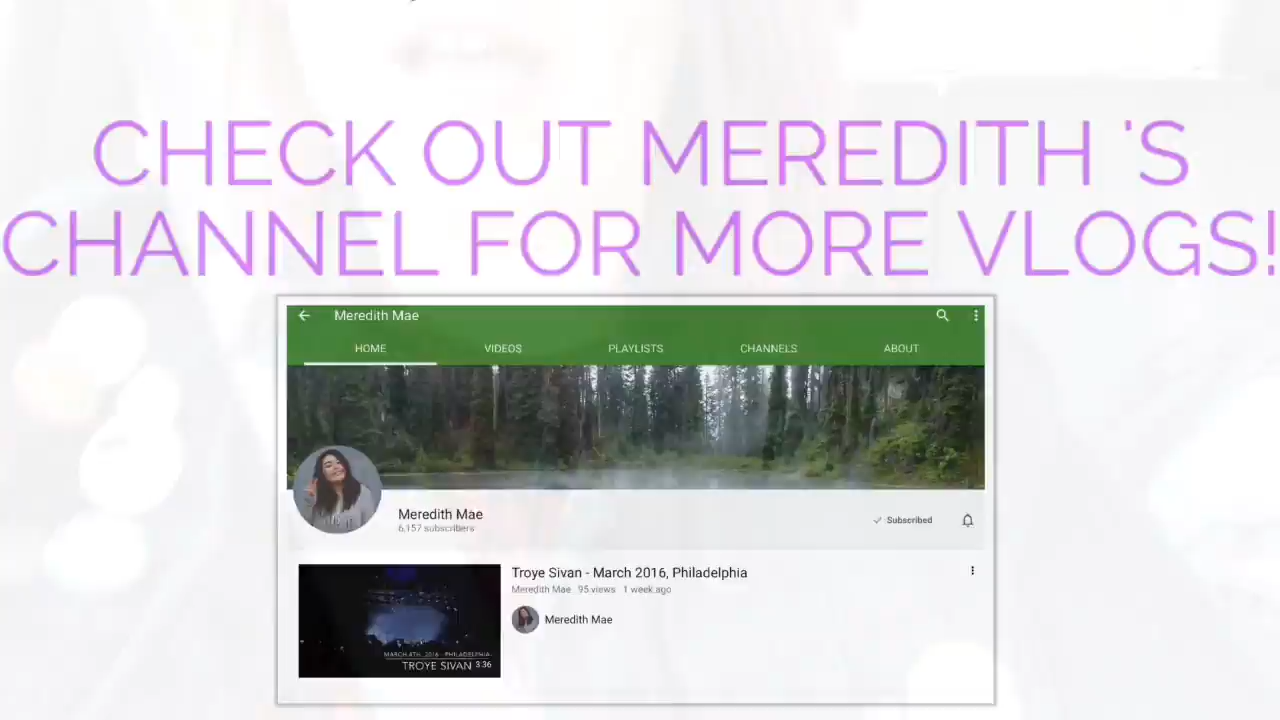 CHECK OUT MEREDITH 'S
CHANNEL FOR MORE VLOGS!
Meredith Mae
HOME VIDEOS PLAYLISTS CHANNELS ABOUT
Meredith Mae
6,157 subscribers
Subscribed
Troye Sivan - March 2016, Philadelphia
Meredith Mae 95 views 1 week ago
Meredith Mae
MARCH 4TH, 2016 - PHILADELPHIA-
TROYE SIVAN 3:36